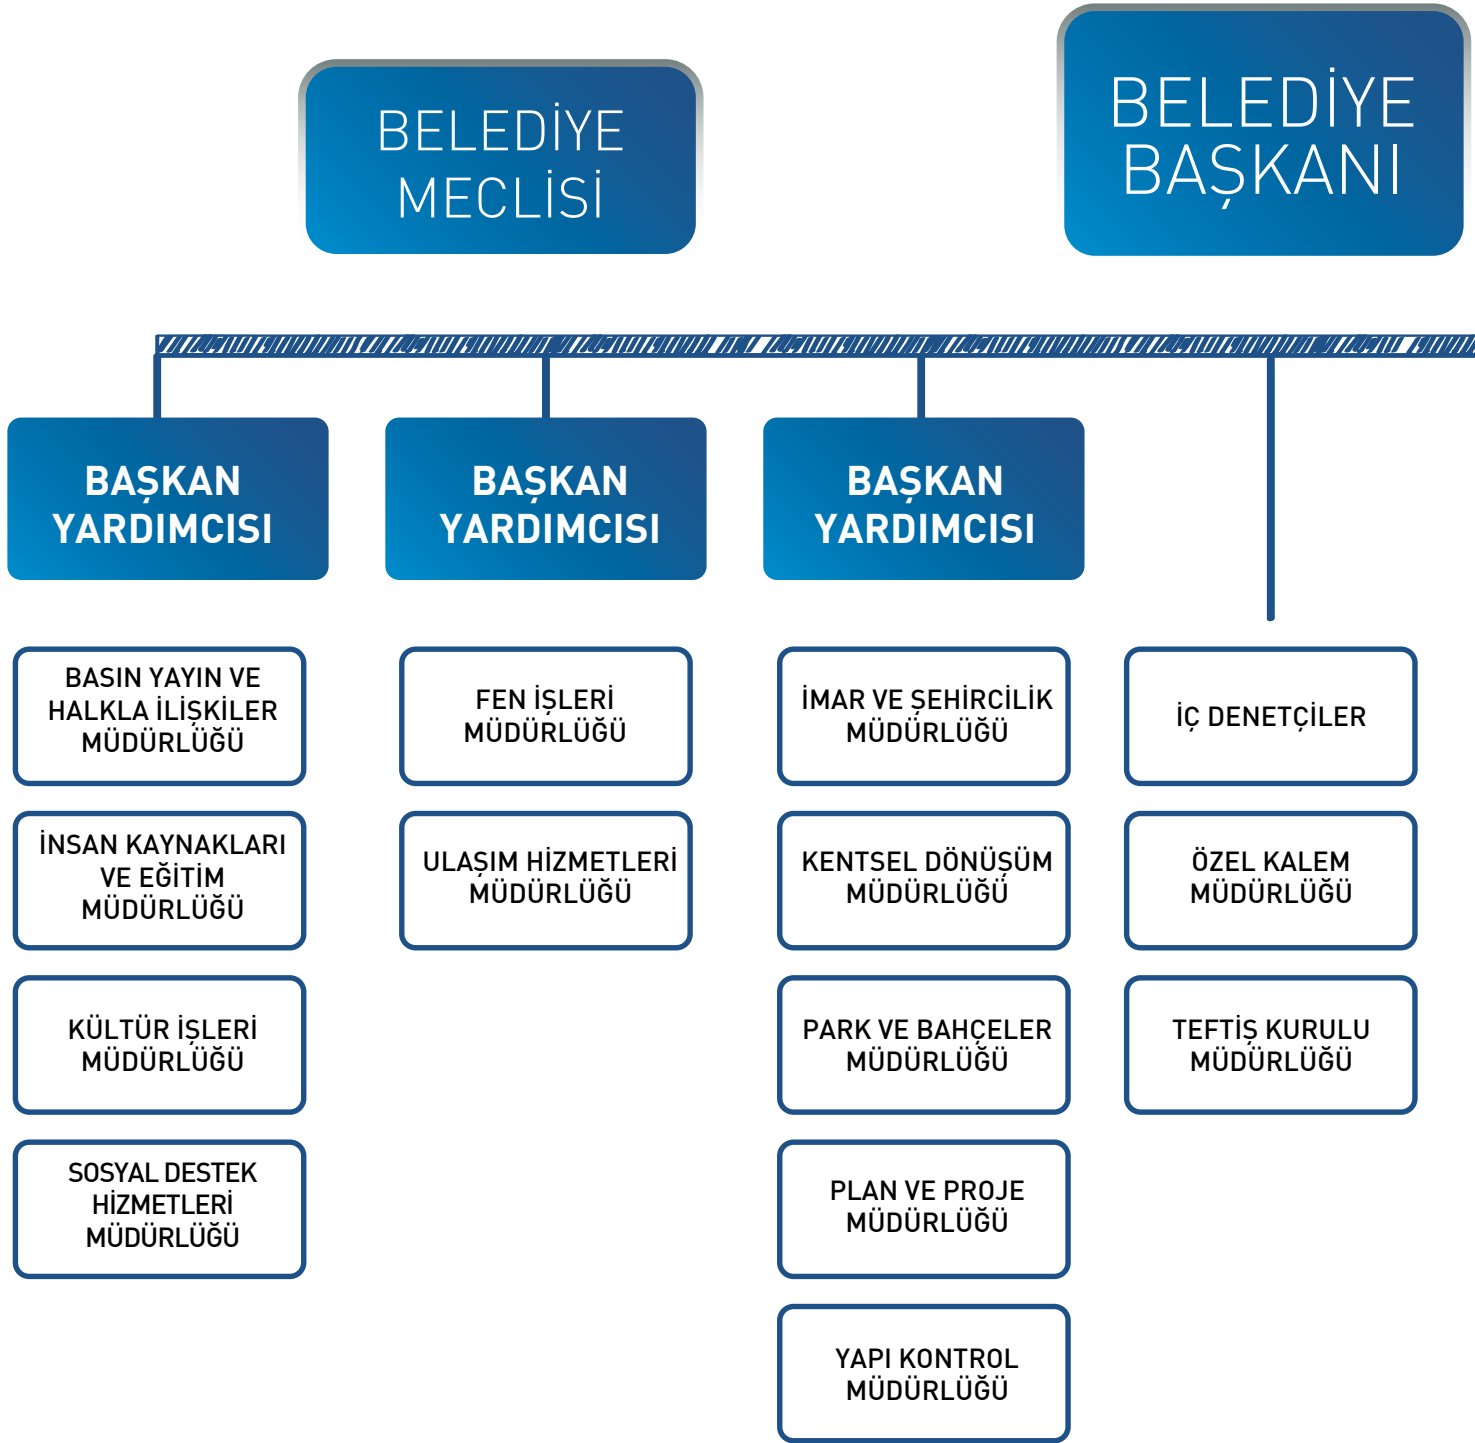 BELEDİYE
MECLİSİ
BELEDİYE
BAŞKANI
BAŞKAN
YARDIMCISI
BAŞKAN
YARDIMCISI
BAŞKAN
YARDIMCISI
BASIN YAYIN VE
HALKLA İLİŞKİLER
MÜDÜRLÜĞÜ
İNSAN KAYNAKLARI
VE EĞİTİM
MÜDÜRLÜĞÜ
KÜLTÜR İŞLERİ
MÜDÜRLÜĞÜ
SOSYAL DESTEK
HİZMETLERİ
MÜDÜRLÜĞÜ
FEN İŞLERİ
MÜDÜRLÜĞÜ
ULAŞIM HİZMETLERİ
MÜDÜRLÜĞÜ
İMAR VE ŞEHİRCİLİK
MÜDÜRLÜĞÜ
KENTSEL DÖNÜŞÜM
MÜDÜRLÜĞÜ
PARK VE BAHÇELER
MÜDÜRLÜĞÜ
PLAN VE PROJE
MÜDÜRLÜĞÜ
YAPI KONTROL
MÜDÜRLÜĞÜ
İÇ DENETÇİLER
ÖZEL KALEM
MÜDÜRLÜĞÜ
TEFTİŞ KURULU
MÜDÜRLÜĞÜ